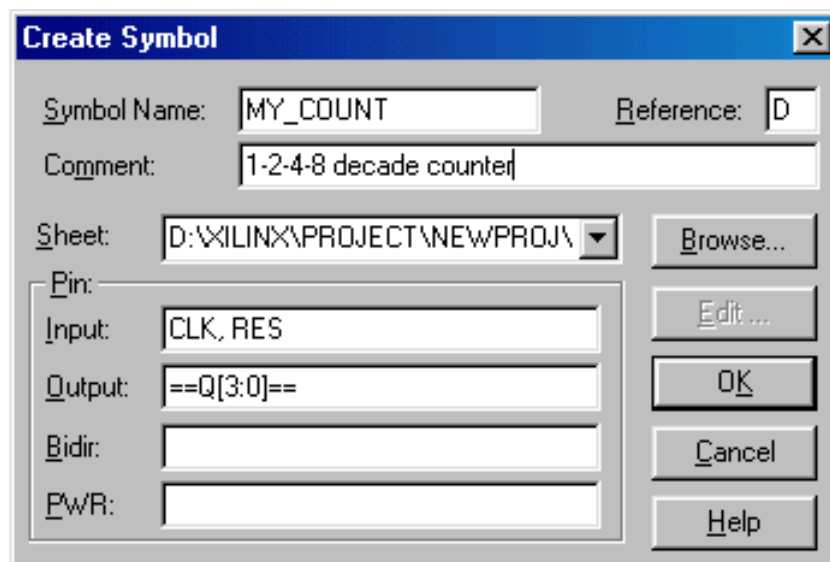 Create Symbol
Symbol Name: MY_COUNT Reference: D
Comment: 1-2-4-8 decade counter
Sheet: D:\XILINX\PROJECT\NEWPROJ\ Browse...
Pin:
Input: CLK, RES Edit ...
Output: ==Q[3:0]== OK
Bidir: Cancel
PWR: Help